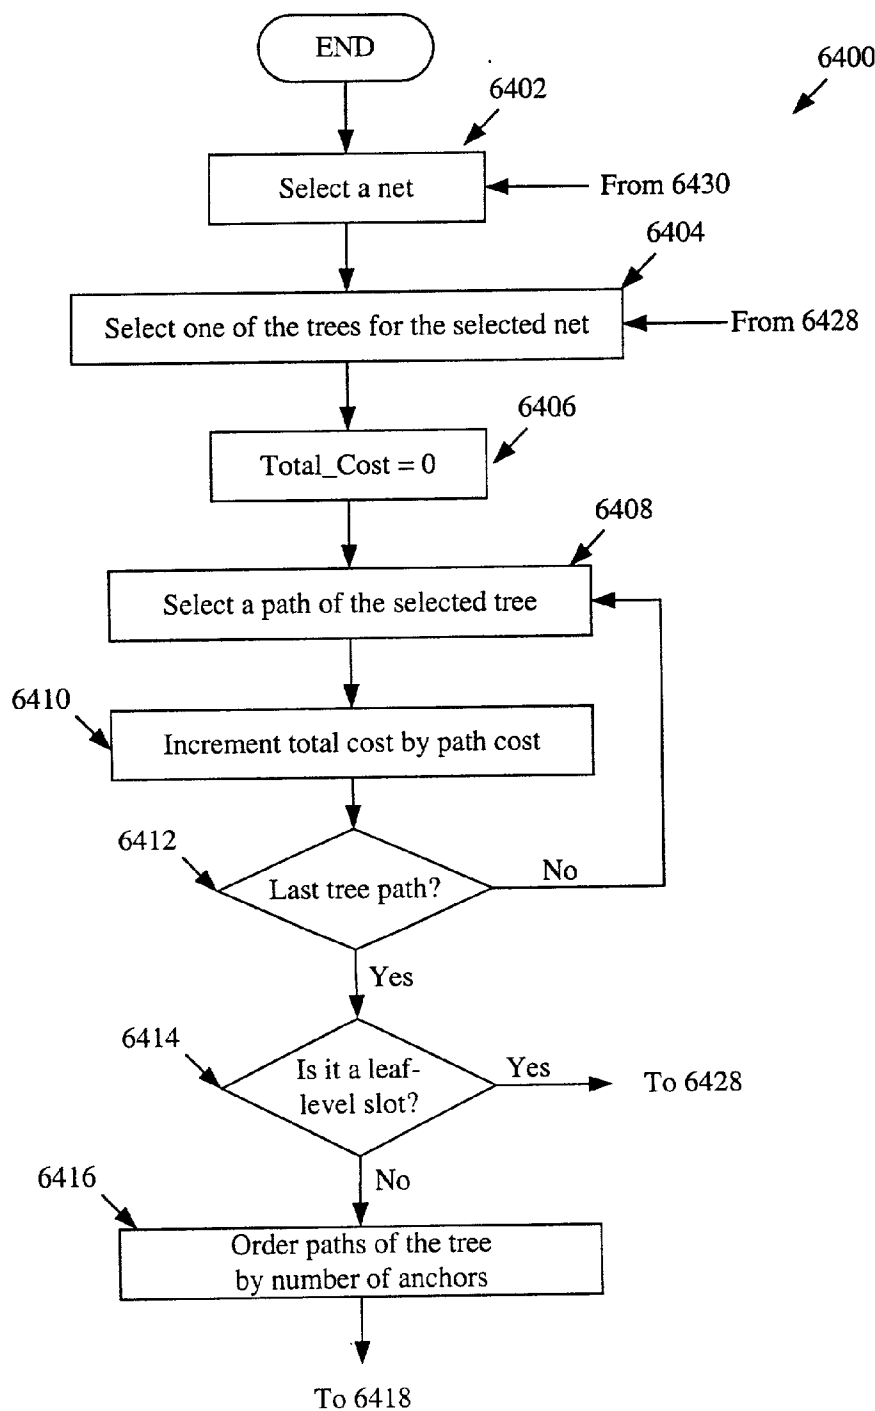 END
6400
6402
Select a net
From 6430
6404
Select one of the trees for the selected net
From 6428
6406
Total_Cost = 0
6408
Select a path of the selected tree
6410
Increment total cost by path cost
6412
Last tree path?
No
Yes
6414
Is it a leaf-
level slot?
Yes
To 6428
No
6416
Order paths of the tree
by number of anchors
To 6418